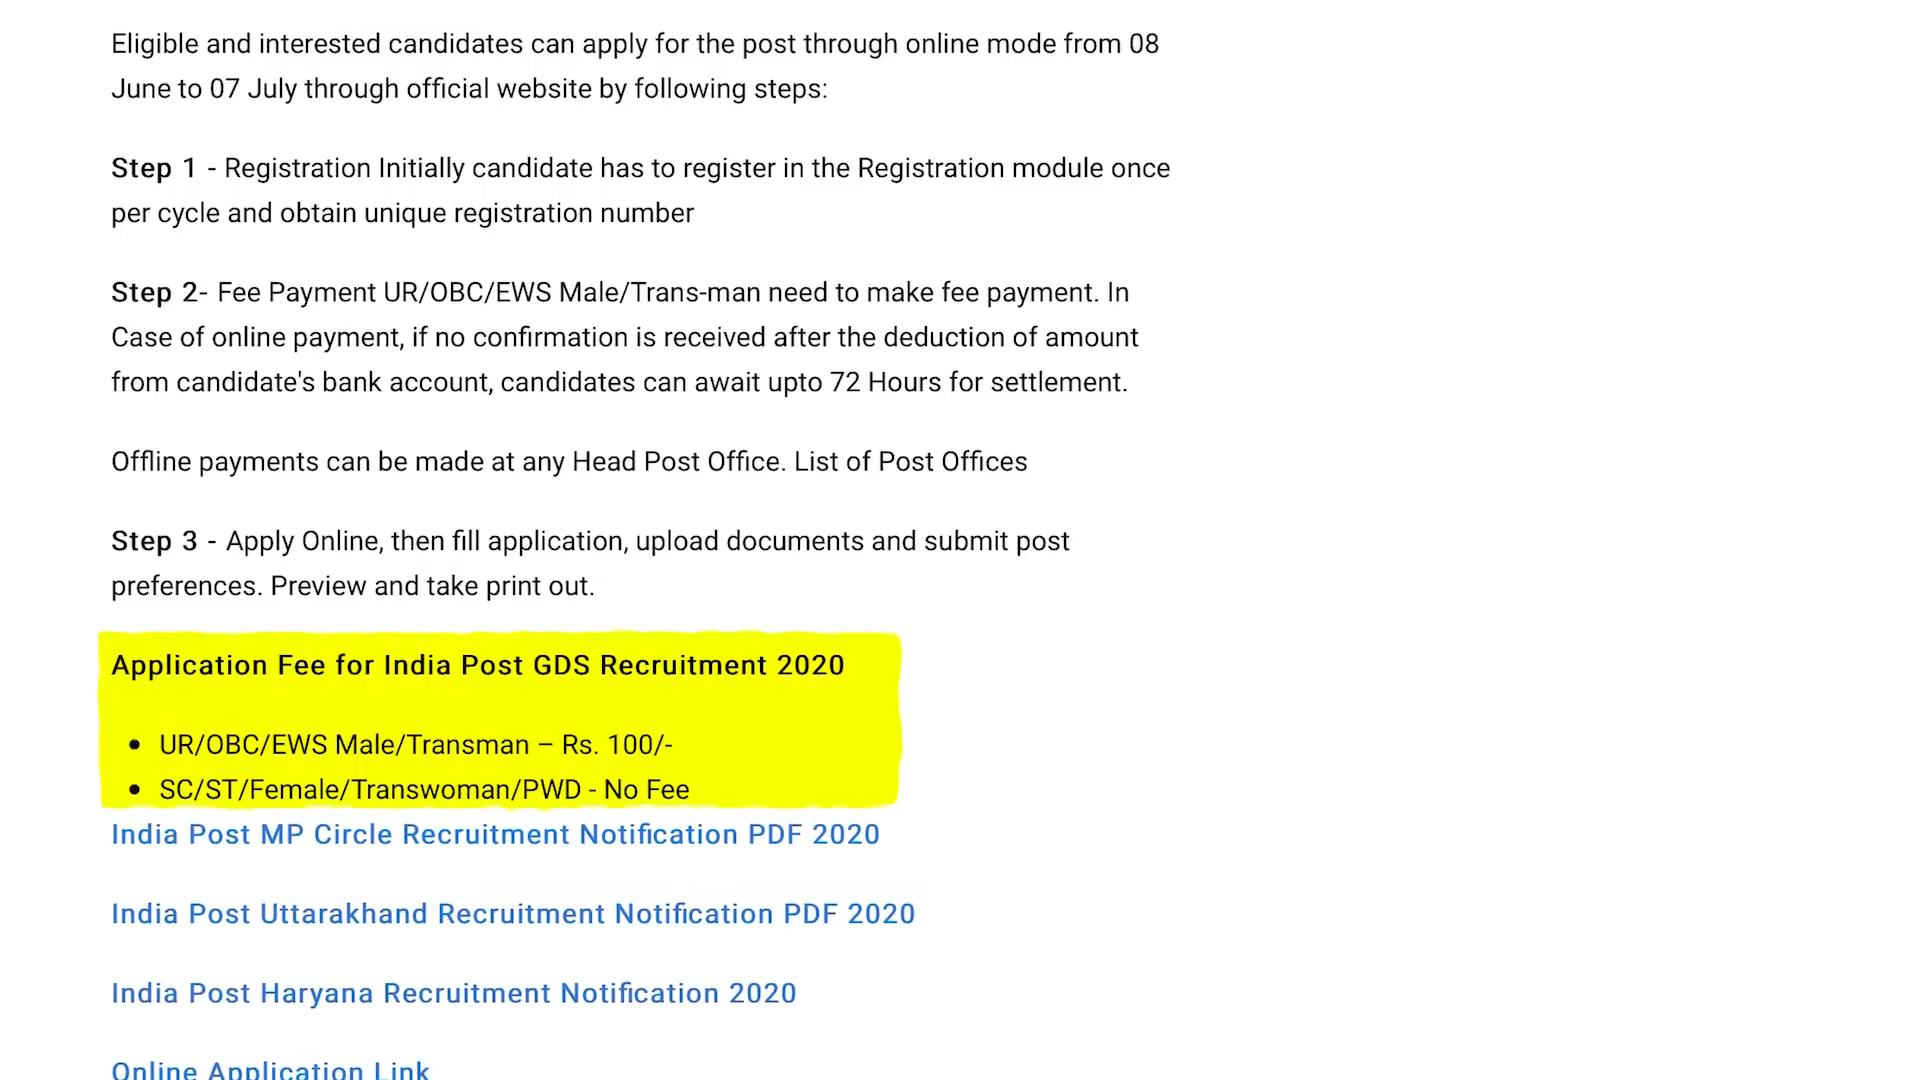 Eligible and interested candidates can apply for the post through online mode from 08
June to 07 July through official website by following steps:
Step 1 - Registration Initially candidate has to register in the Registration module once
per cycle and obtain unique registration number
Step 2- Fee Payment UR/OBC/EWS Male/Trans-man need to make fee payment. In
Case of online payment, if no confirmation is received after the deduction of amount
from candidate's bank account, candidates can await upto 72 Hours for settlement.
Offline payments can be made at any Head Post Office. List of Post Offices
Step 3 - Apply Online, then fill application, upload documents and submit post
preferences. Preview and take print out.
Application Fee for India Post GDS Recruitment 2020
• UR/OBC/EWS Male/Transman – Rs. 100/-
• SC/ST/Female/Transwoman/PWD - No Fee
India Post MP Circle Recruitment Notification PDF 2020
India Post Uttarakhand Recruitment Notification PDF 2020
India Post Haryana Recruitment Notification 2020
Online Application Link